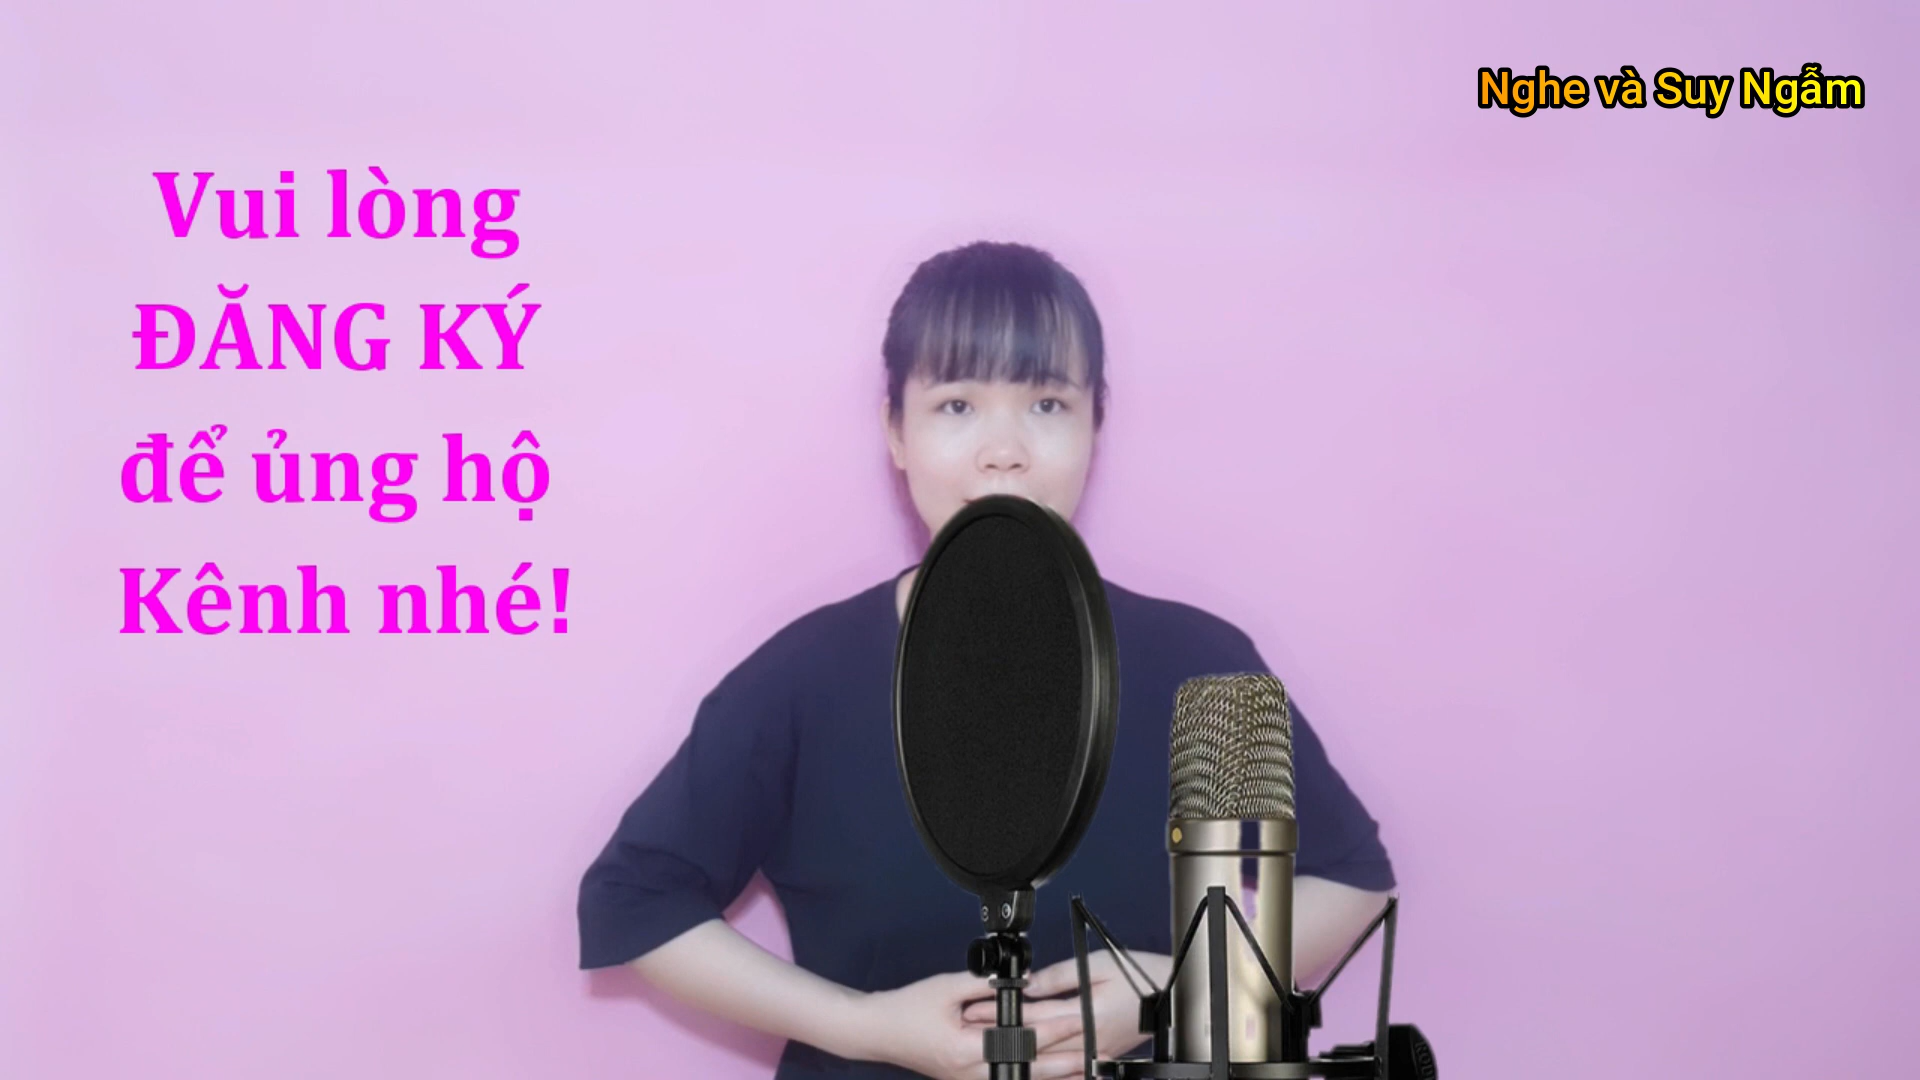 Nghe và Suy Ngẫm
Vui lòng
ĐĂNG KÝ
để ủng hộ
Kênh nhé!